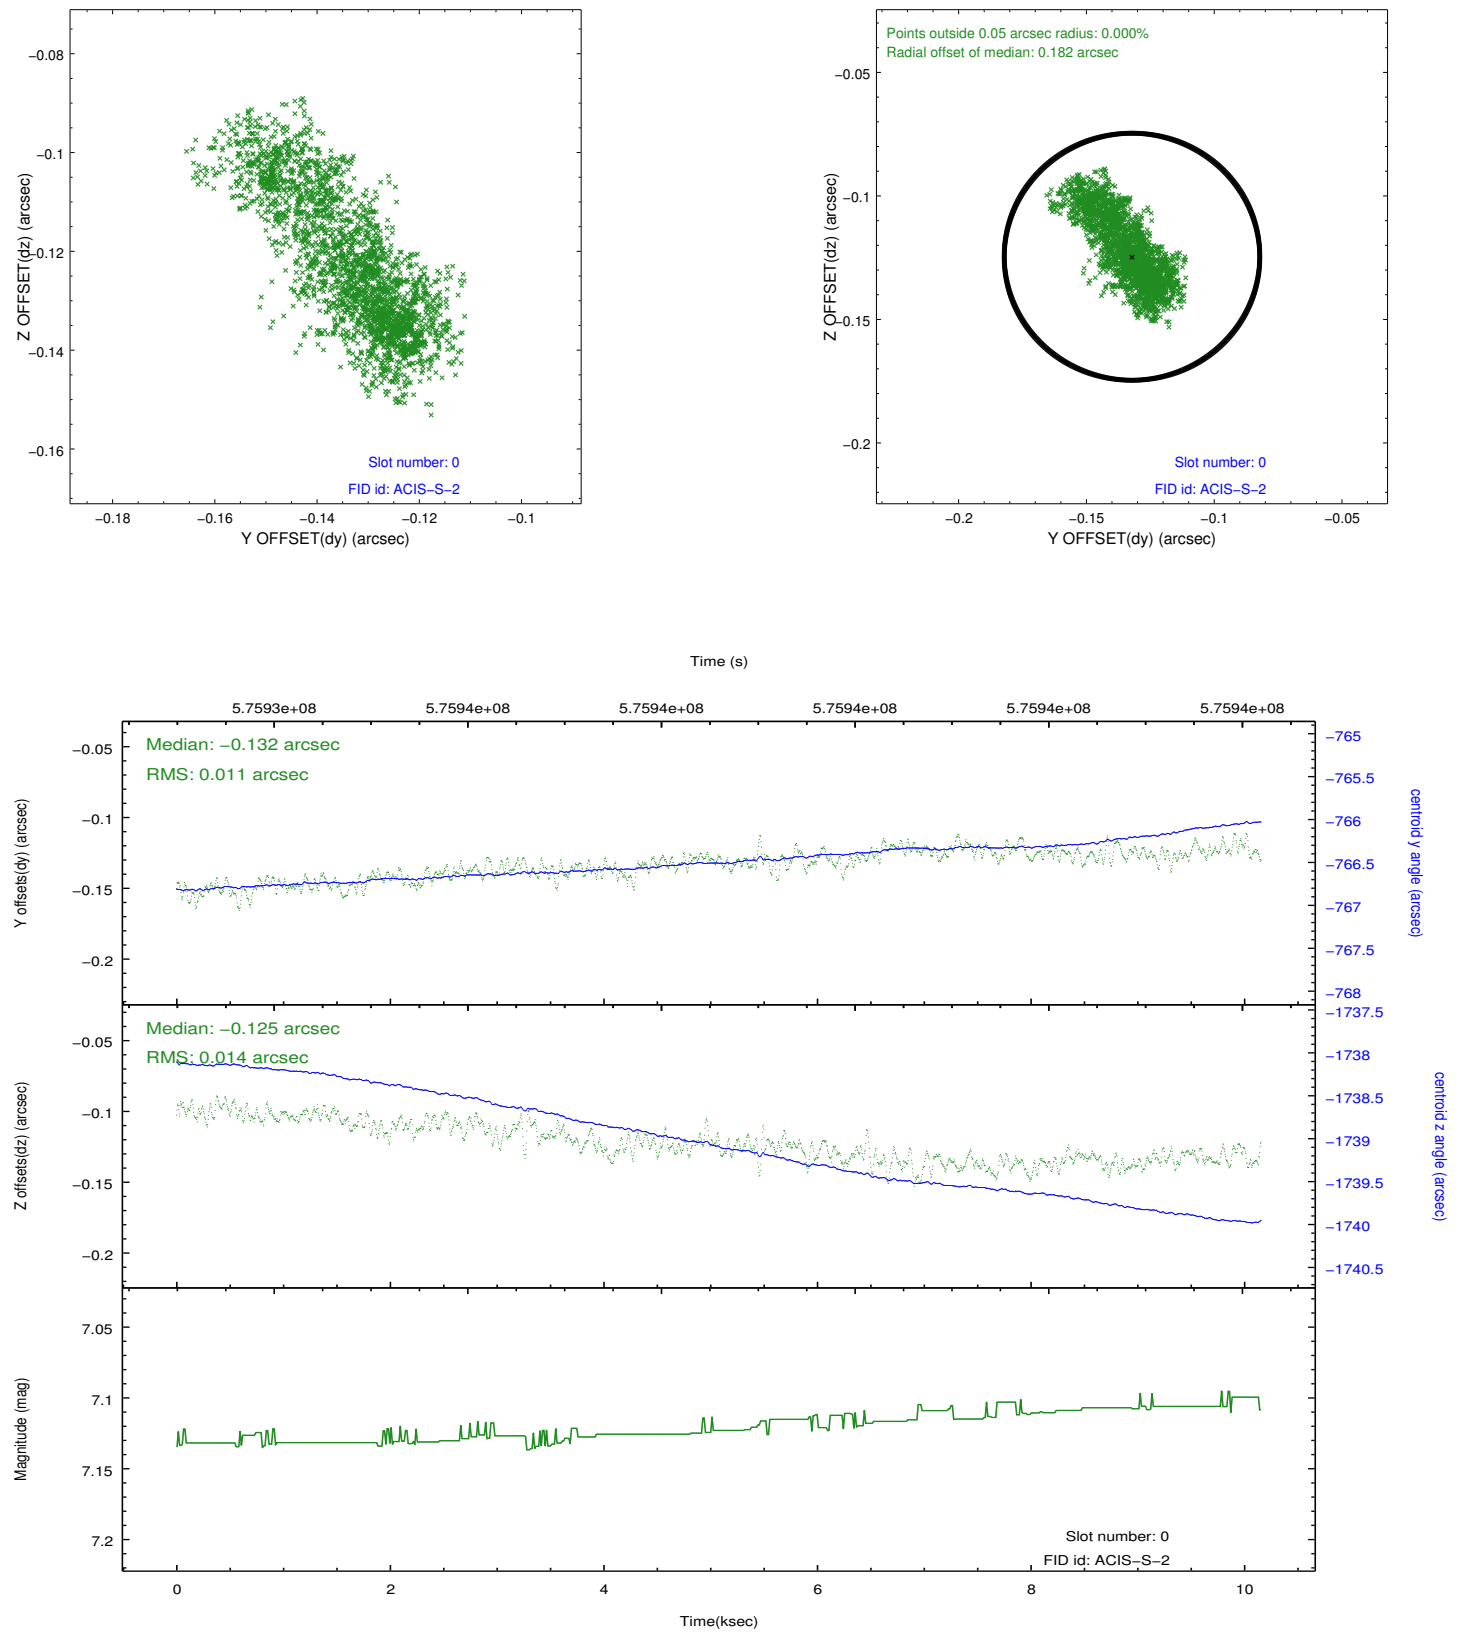 −0.08
−0.1
−0.12
−0.14
−0.16
Z OFFSET(dz) (arcsec)
Slot number: 0
FID id: ACIS−S−2
−0.18
−0.16
−0.14
−0.12
−0.1
Y OFFSET(dy) (arcsec)
Points outside 0.05 arcsec radius: 0.000%
Radial offset of median: 0.182 arcsec
−0.05
−0.1
−0.15
−0.2
Z OFFSET(dz) (arcsec)
Slot number: 0
FID id: ACIS−S−2
−0.2
−0.15
−0.1
−0.05
Y OFFSET(dy) (arcsec)
Time (s)
5.7593e+08
5.7594e+08
5.7594e+08
5.7594e+08
5.7594e+08
5.7594e+08
Median: −0.132 arcsec
RMS: 0.011 arcsec
−0.05
−0.1
−0.15
−0.2
Y offsets(dy) (arcsec)
−765
−765.5
−766
−766.5
−767
−767.5
−768
centroid y angle (arcsec)
Median: −0.125 arcsec
RMS: 0.014 arcsec
−0.05
−0.1
−0.15
−0.2
Z offsets(dz) (arcsec)
−1737.5
−1738
−1738.5
−1739
−1739.5
−1740
−1740.5
centroid z angle (arcsec)
7.05
7.1
7.15
7.2
Magnitude (mag)
Slot number: 0
FID id: ACIS−S−2
0
2
4
6
8
10
Time(ksec)